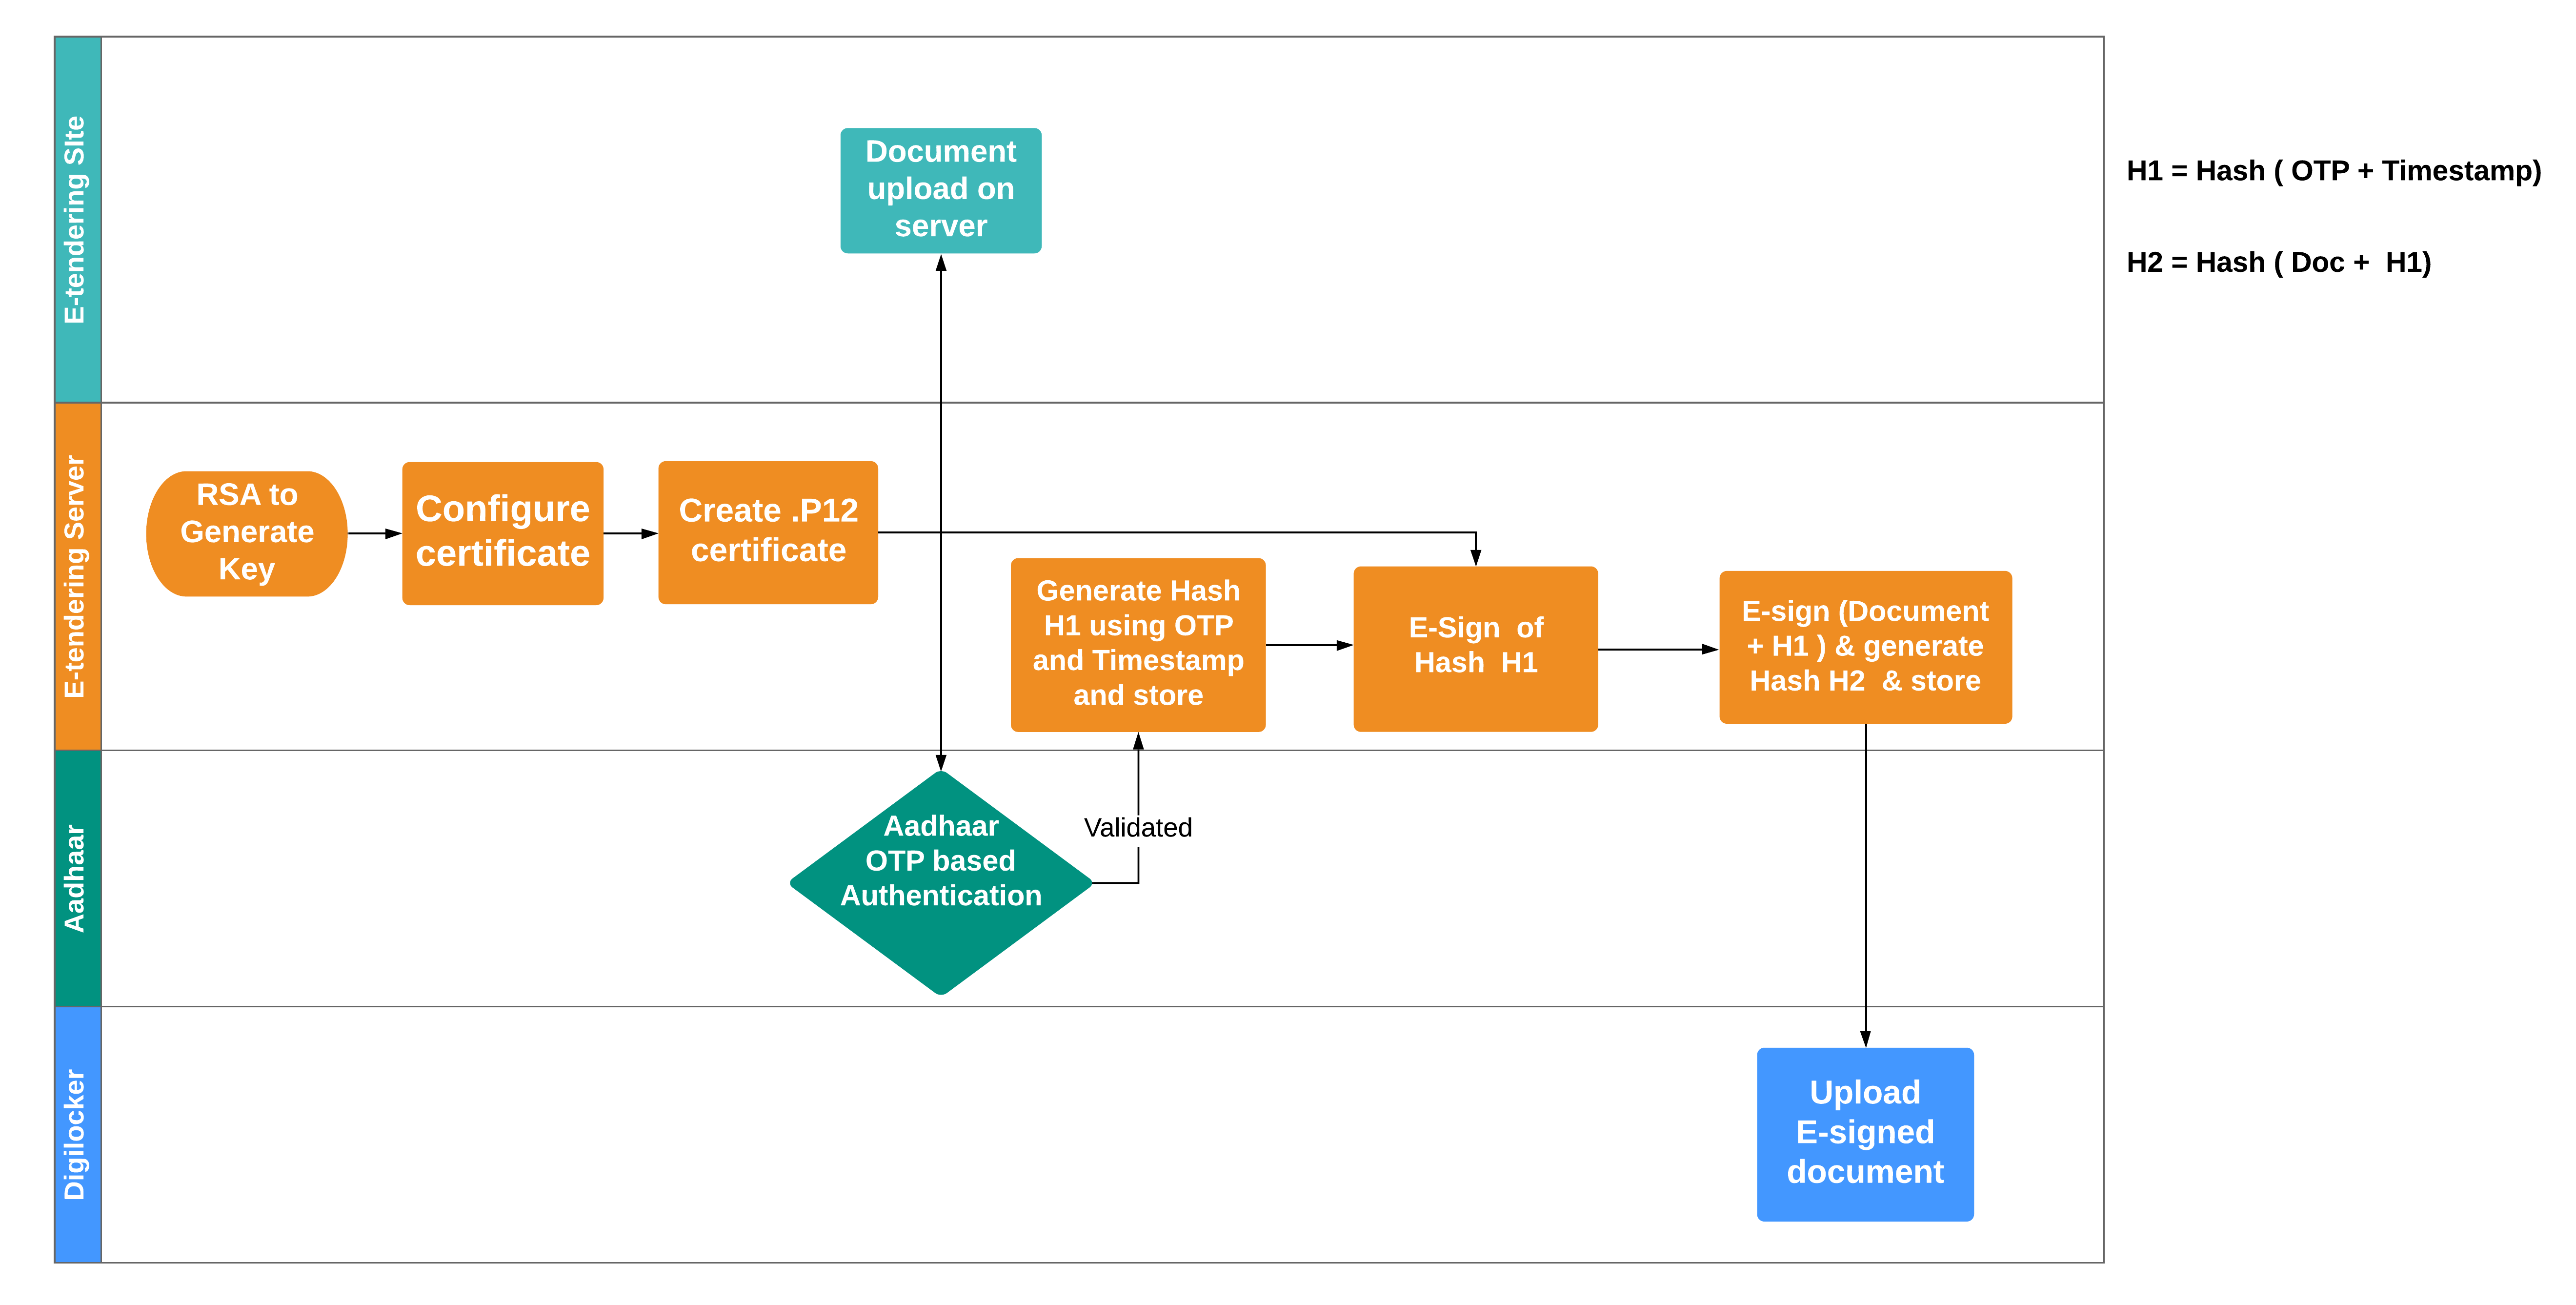 E-tendering SIte
Document
upload on
server
H1 = Hash ( OTP + Timestamp)
H2 = Hash ( Doc +  H1)
E-tendering Server
RSA to
Generate
Key
Configure
certificate
Create .P12
certificate
Generate Hash
H1 using OTP
and Timestamp
and store
E-Sign  of
Hash  H1
E-sign (Document
+ H1 ) & generate
Hash H2  & store
Aadhaar
Aadhaar
OTP based
Authentication
Validated
Digilocker
Upload
E-signed
document